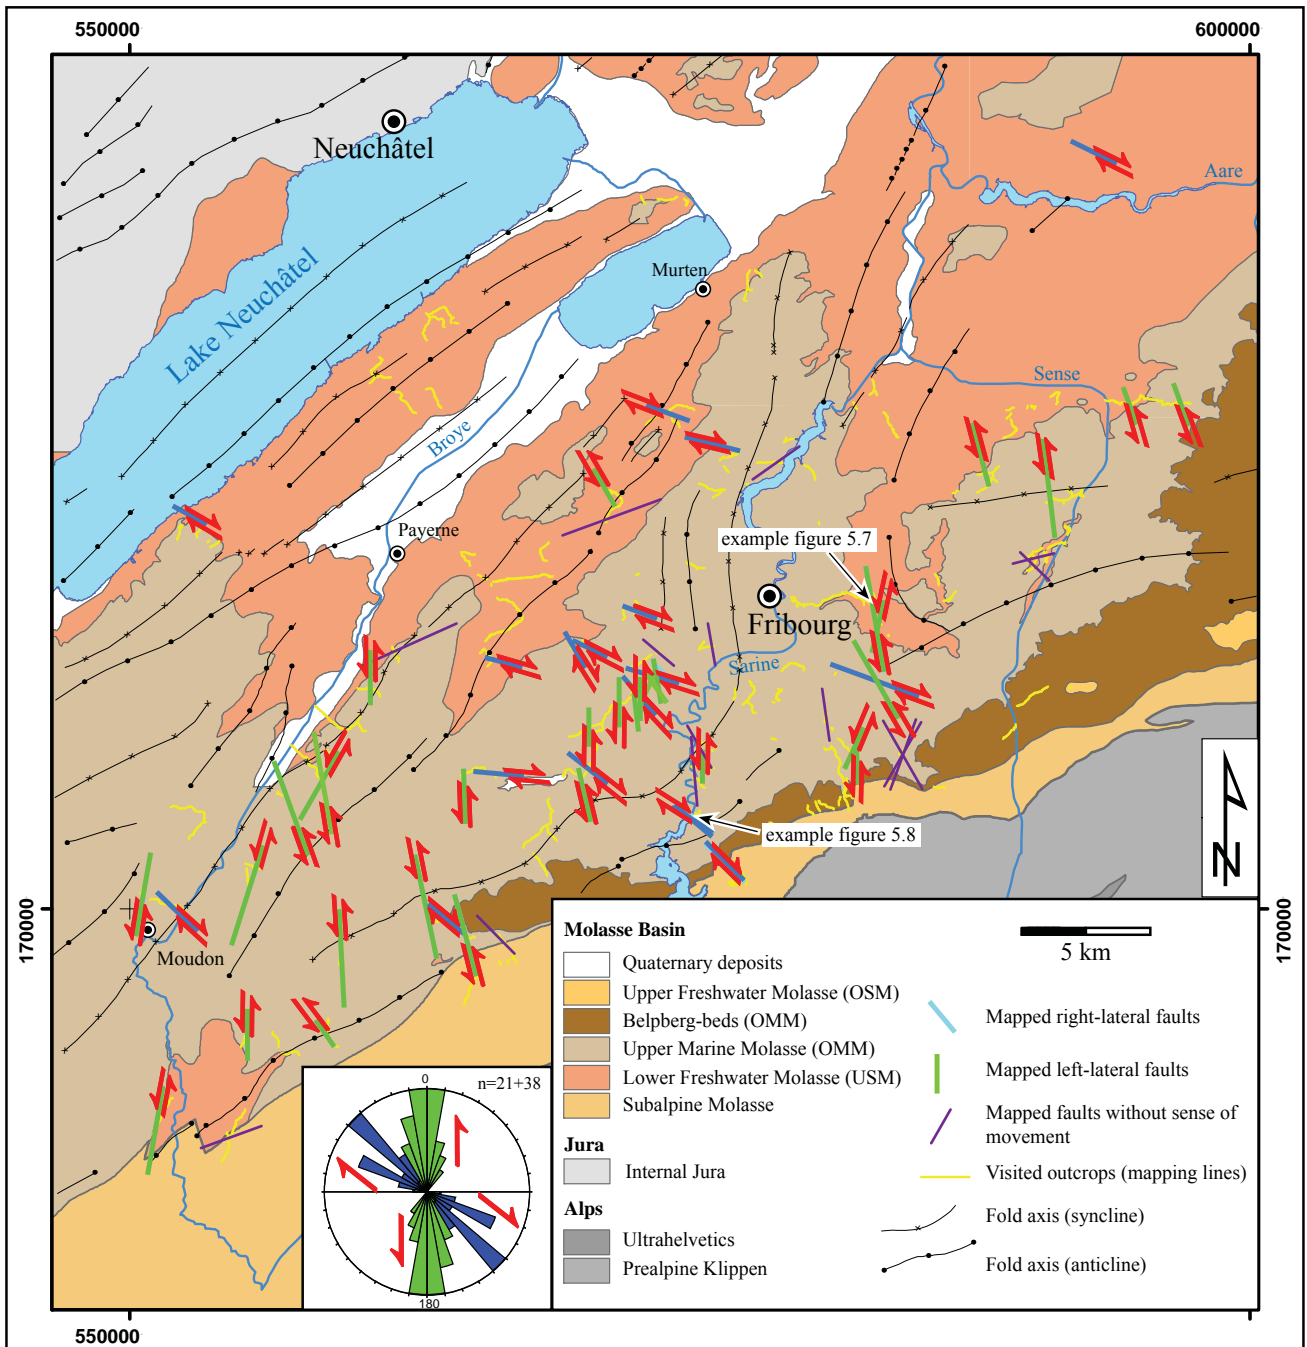 550000
600000
Neuchâtel
Aare
Lake Neuchâtel
Murten
Sense
Broye
Payerne
example figure 5.7
Fribourg
Sarine
example figure 5.8
N
170000
170000
Moudon
Molasse Basin
Quaternary deposits
Upper Freshwater Molasse (OSM)
Belpberg-beds (OMM)
Upper Marine Molasse (OMM)
Lower Freshwater Molasse (USM)
Subalpine Molasse
Jura
Internal Jura
Alps
Ultrahelvetics
Prealpine Klippen
5 km
Mapped right-lateral faults
Mapped left-lateral faults
Mapped faults without sense of
movement
Visited outcrops (mapping lines)
Fold axis (syncline)
Fold axis (anticline)
0
n=21+38
180
550000